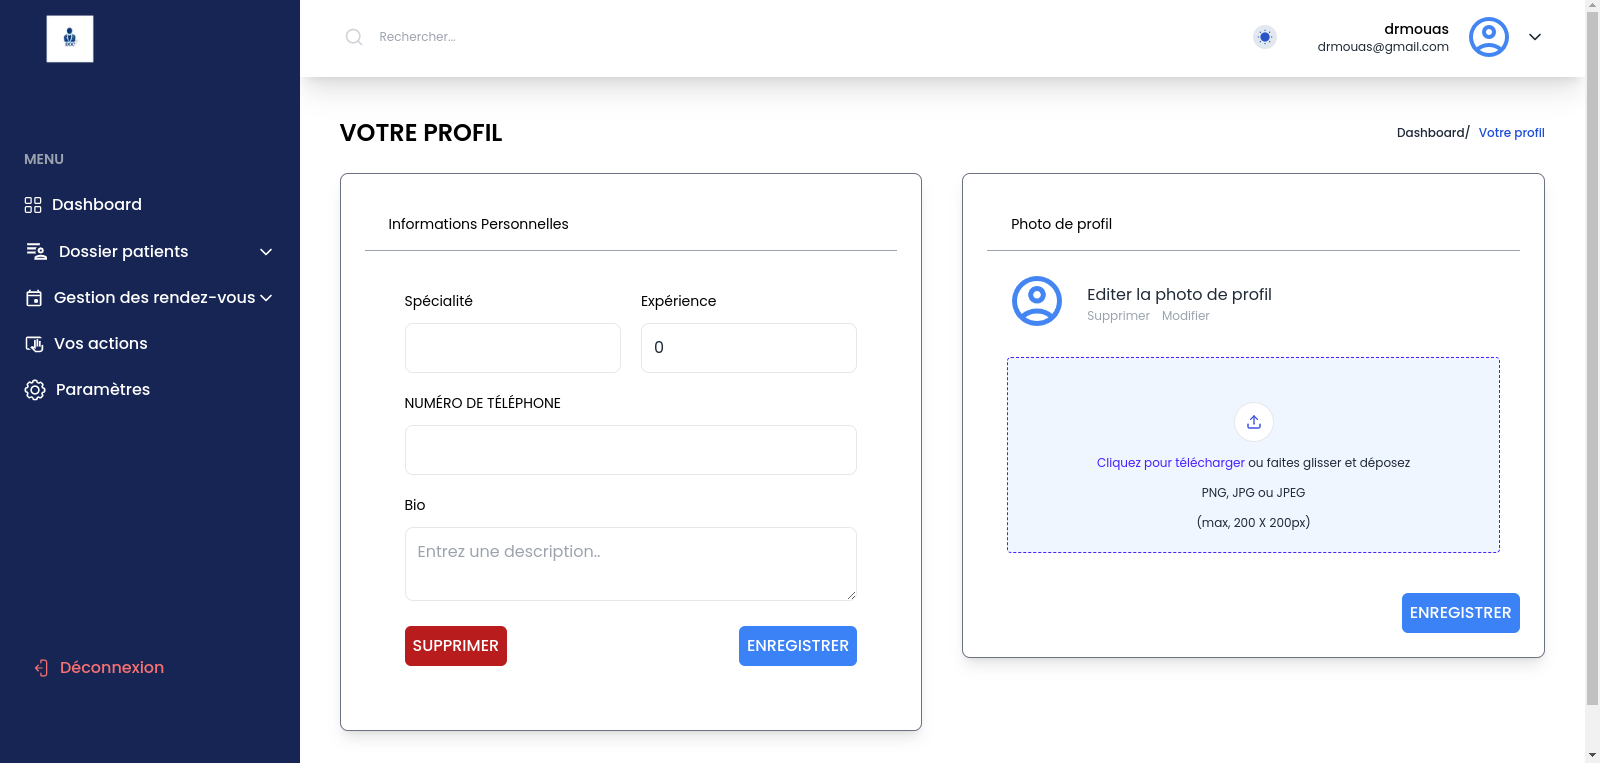 Rechercher...
drmouas
drmouas@gmail.com
MENU
Dashboard
Dossier patients
Gestion des rendez-vous
Vos actions
Paramètres
Déconnexion
VOTRE PROFIL
Dashboard/ Votre profil
Informations Personnelles
Spécialité
Expérience
0
NUMÉRO DE TÉLÉPHONE
Bio
Entrez une description..
SUPPRIMER
ENREGISTRER
Photo de profil
Editer la photo de profil
Supprimer Modifier
Cliquez pour télécharger ou faites glisser et déposez
PNG, JPG ou JPEG
(max, 200 X 200px)
ENREGISTRER